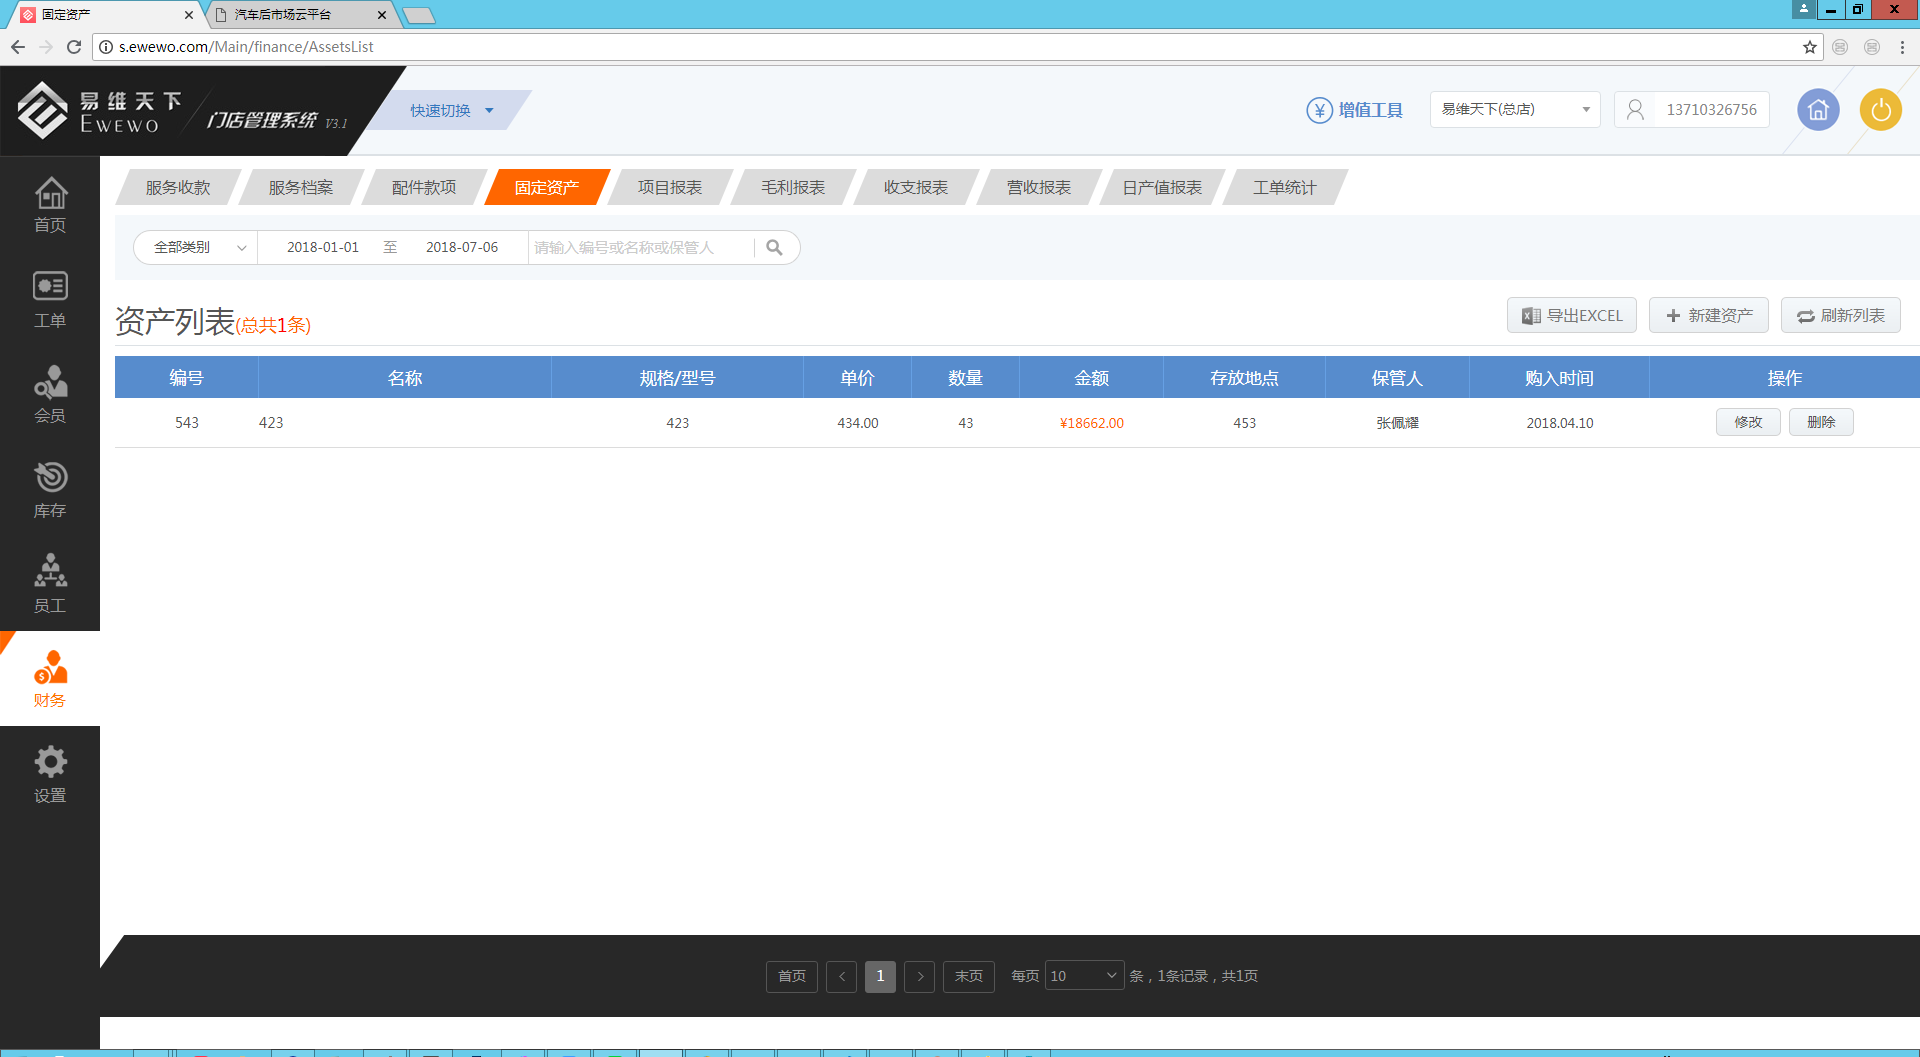 固定资产
汽车后市场云平台
s.ewewo.com/Main/finance/AssetsList
易维天下
EWEWO
门店管理系统 V3.1
快速切换
增值工具
易维天下(总店)
13710326756
首页
工单
会员
库存
员工
财务
设置
服务收款 服务档案 配件款项 固定资产 项目报表 毛利报表 收支报表 营收报表 日产值报表 工单统计
全部类别 2018-01-01 至 2018-07-06 请输入编号或名称或保管人
资产列表(总共1条)
导出EXCEL 新建资产 刷新列表
编号 名称 规格/型号 单价 数量 金额 存放地点 保管人 购入时间 操作
543 423 423 434.00 43 ¥18662.00 453 张佩耀 2018.04.10 修改 删除
首页 < 1 > 末页 每页 10 条，1条记录，共1页